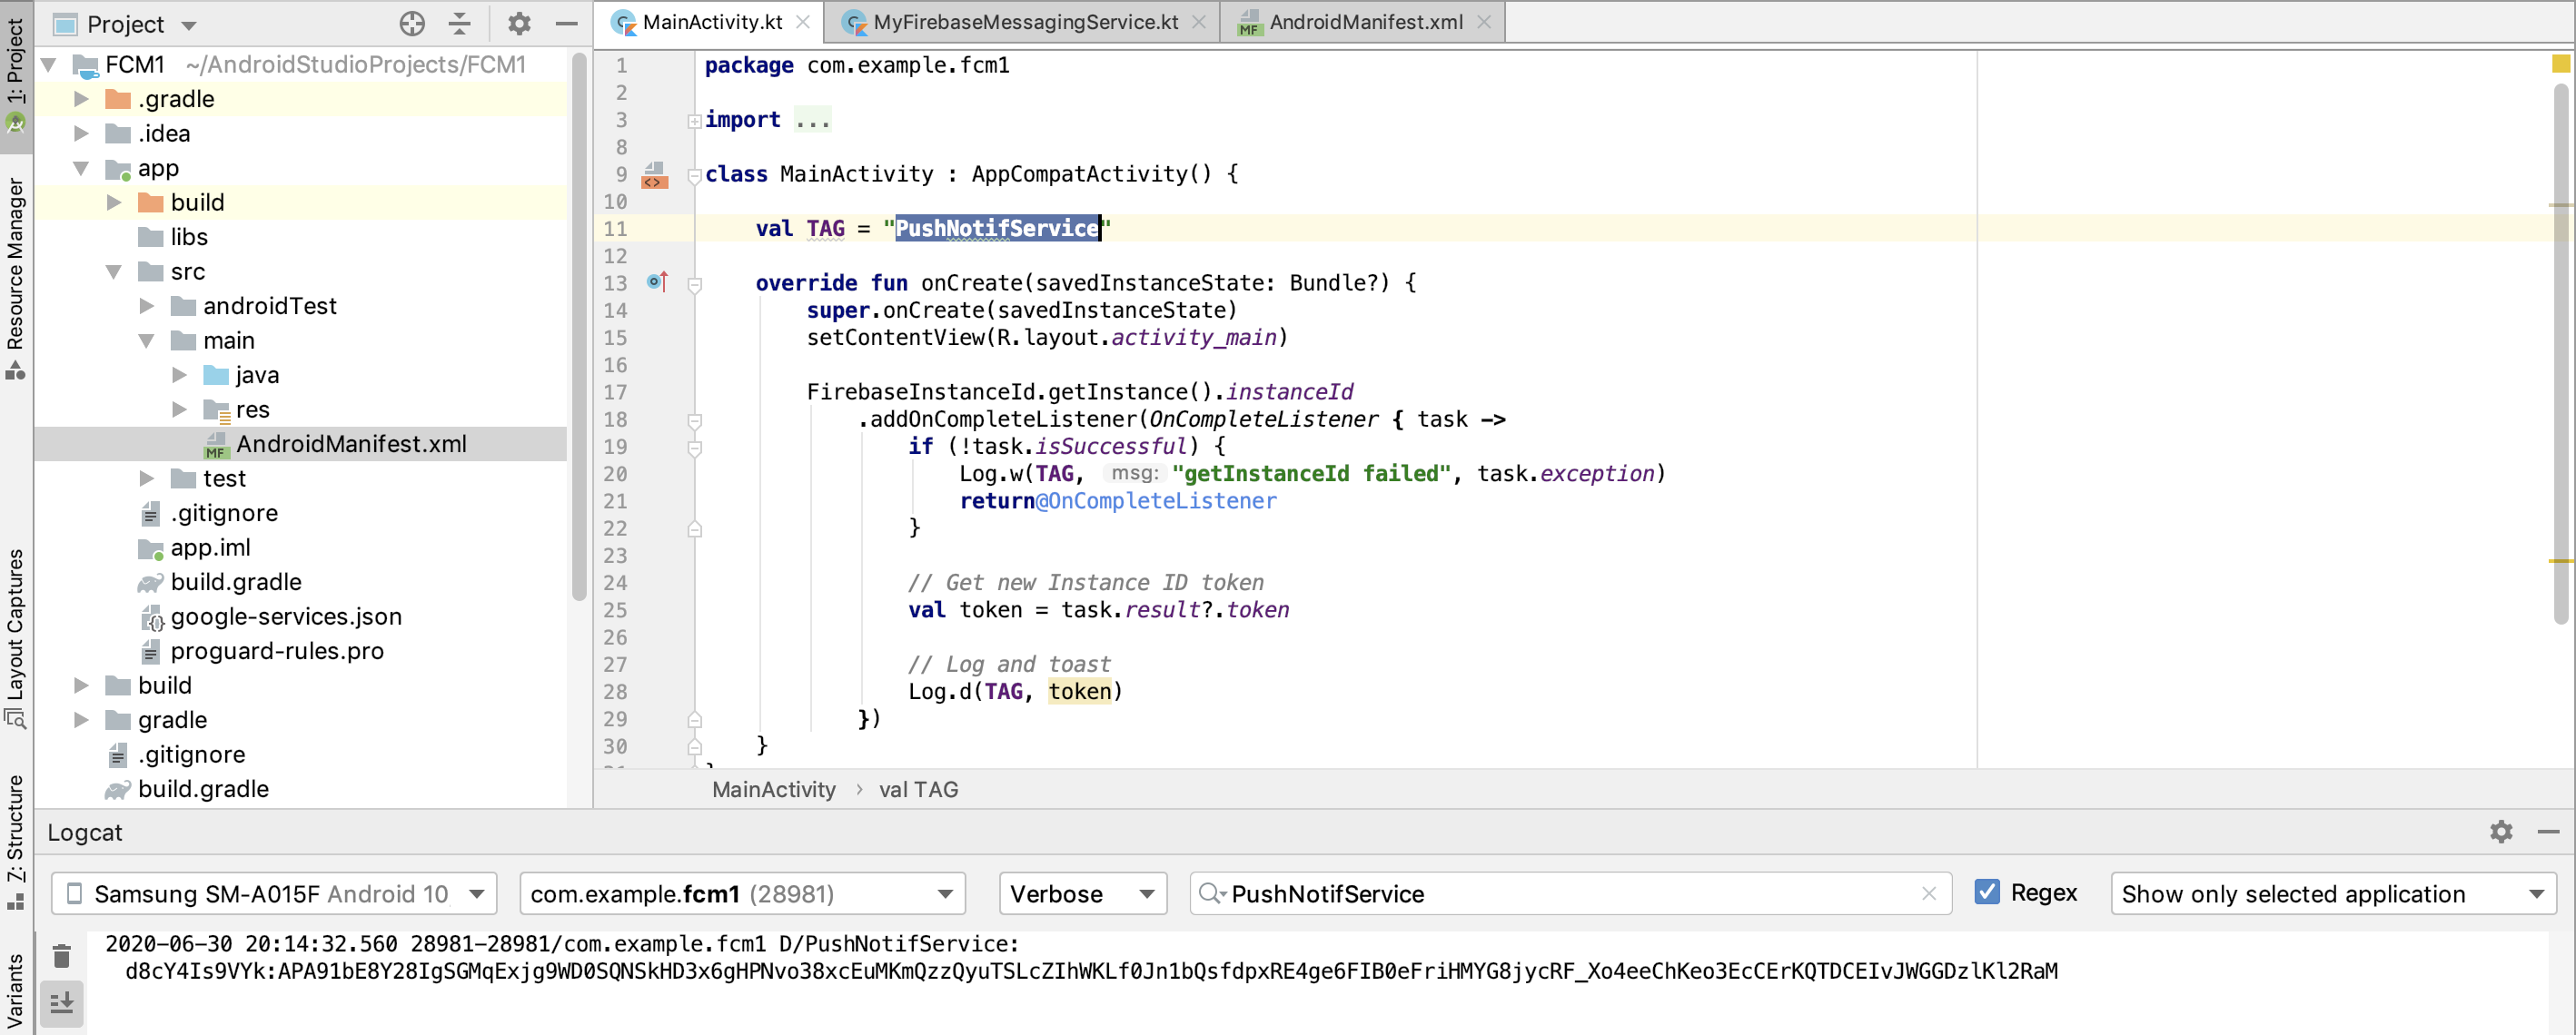 Project
MainActivity.kt
MyFirebaseMessagingService.kt
AndroidManifest.xml
1: Project
Resource Manager
Layout Captures
Z: Structure
Variants
FCM1 ~/AndroidStudioProjects/FCM1
.gradle
.idea
app
build
libs
src
androidTest
main
java
res
AndroidManifest.xml
test
.gitignore
app.iml
build.gradle
google-services.json
proguard-rules.pro
build
gradle
.gitignore
build.gradle
1 package com.example.fcm1
2
3 import ...
8
9 class MainActivity : AppCompatActivity() {
10
11 val TAG = "PushNotifService"
12
13 override fun onCreate(savedInstanceState: Bundle?) {
14 super.onCreate(savedInstanceState)
15 setContentView(R.layout.activity_main)
16
17 FirebaseInstanceId.getInstance().instanceId
18 .addOnCompleteListener(OnCompleteListener { task ->
19 if (!task.isSuccessful) {
20 Log.w(TAG, msg: "getInstanceId failed", task.exception)
21 return@OnCompleteListener
22 }
23
24 // Get new Instance ID token
25 val token = task.result?.token
26
27 // Log and toast
28 Log.d(TAG, token)
29 })
30 }
MainActivity › val TAG
Logcat
Samsung SM-A015F Android 10
com.example.fcm1 (28981)
Verbose
PushNotifService
Regex
Show only selected application
2020-06-30 20:14:32.560 28981-28981/com.example.fcm1 D/PushNotifService:
d8cY4Is9VYk:APA91bE8Y28IgSGMqExjg9WD0SQNSkHD3x6gHPNvo38xcEuMKmQzzQyuTSLcZIhWKLf0Jn1bQsfdpxRE4ge6FIB0eFriHMYG8jycRF_Xo4eeChKeo3EcCErKQTDCEIvJWGGDzlKl2RaM